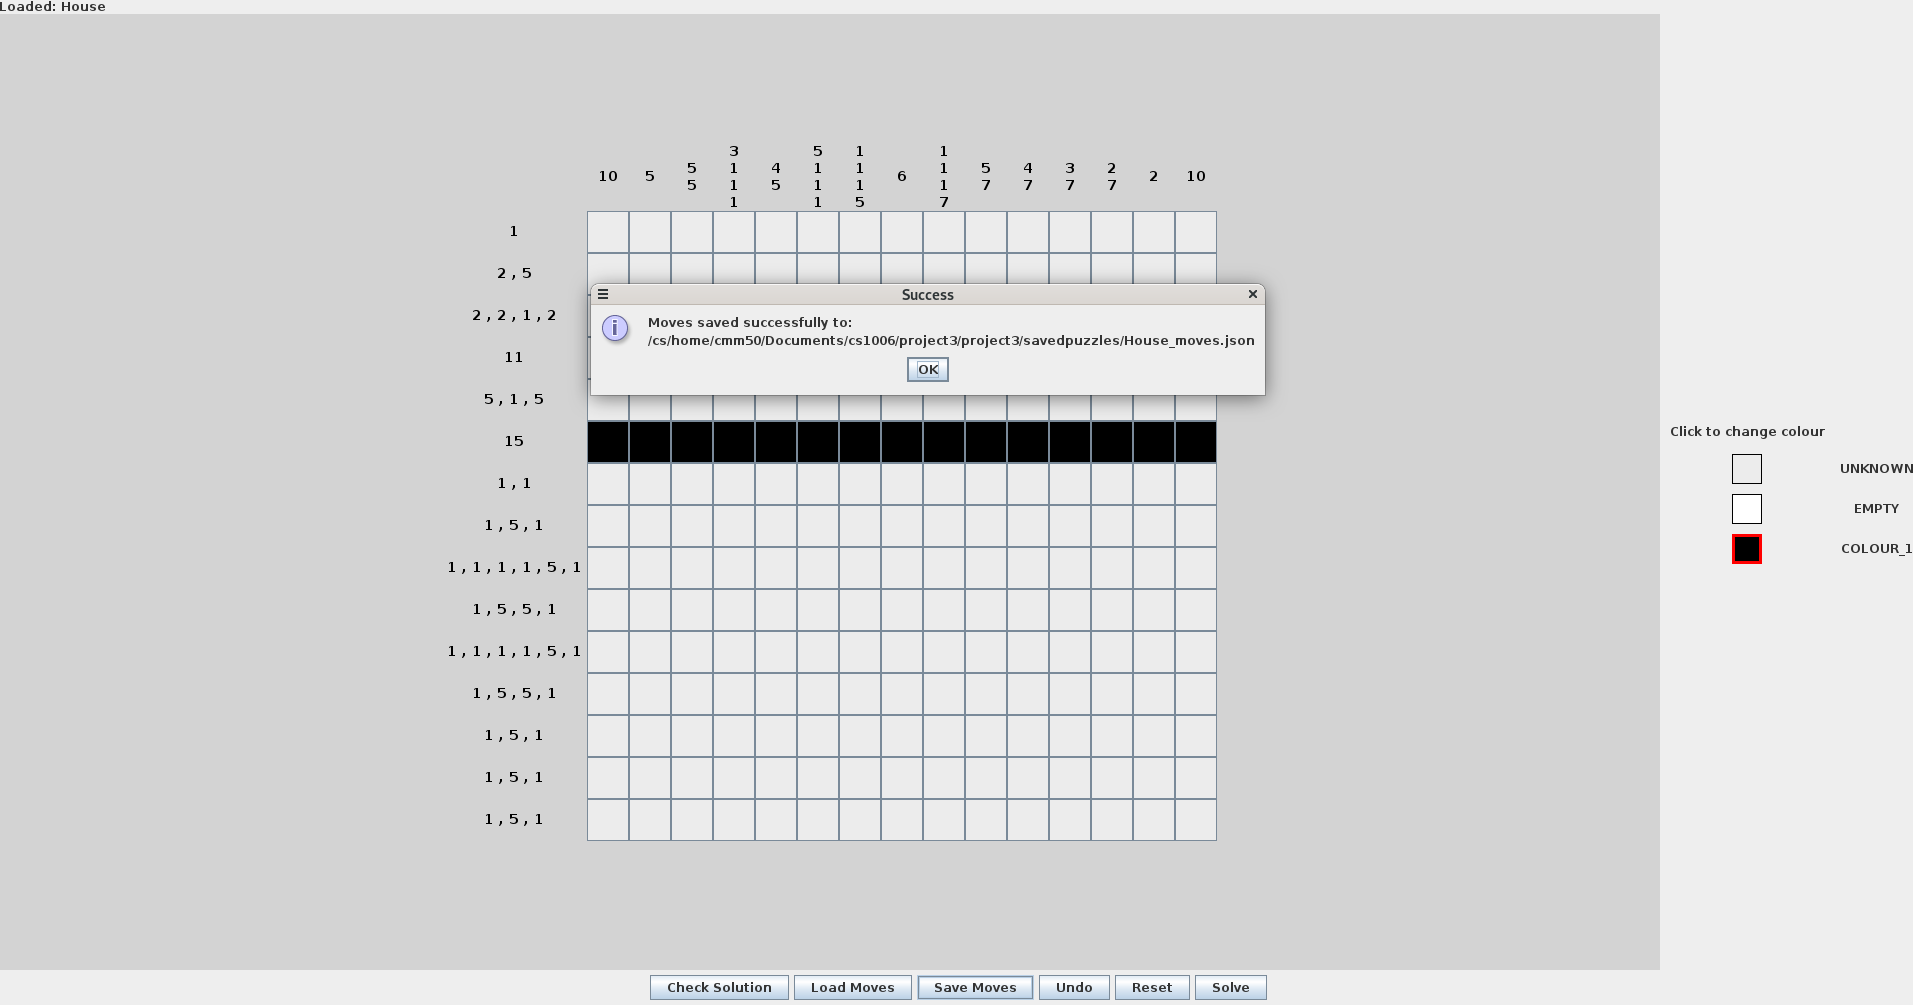 Loaded: House
3 5 1 1
5 4 1 1 5 4 3 2
10 5 1 1 1 6 1 2 10
5 5 1 1 7 7 7 7
1 1 5 7
1
2 , 5
Success
2 , 2 , 1 , 2
Moves saved successfully to:
/cs/home/cmm50/Documents/cs1006/project3/project3/savedpuzzles/House_moves.json
11
OK
5 , 1 , 5
15
1 , 1
1 , 5 , 1
1 , 1 , 1 , 1 , 5 , 1
1 , 5 , 5 , 1
1 , 1 , 1 , 1 , 5 , 1
1 , 5 , 5 , 1
1 , 5 , 1
1 , 5 , 1
1 , 5 , 1
Click to change colour
UNKNOWN
EMPTY
COLOUR_1
Check Solution Load Moves Save Moves Undo Reset Solve